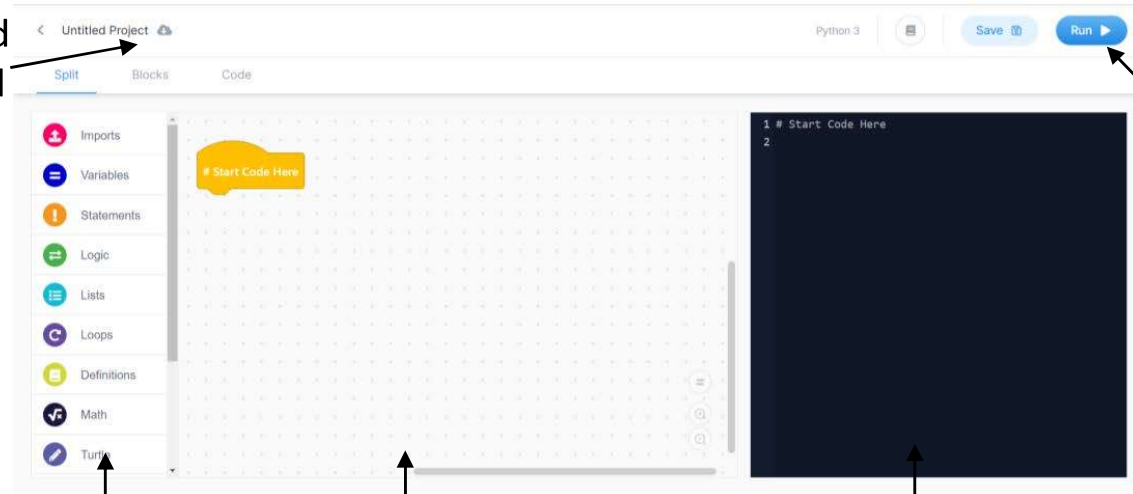 Untitled Project
Python 3
Save
Run
Split Blocks Code
Imports
Variables
Statements
Logic
Lists
Loops
Definitions
Math
Turtle
# Start Code Here
1 # Start Code Here
2